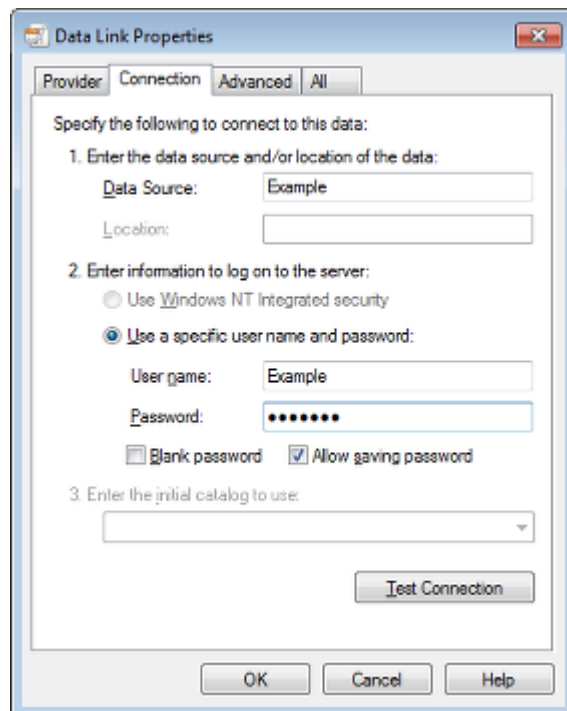 Data Link Properties
Provider Connection Advanced All
Specify the following to connect to this data:
1. Enter the data source and/or location of the data:
Data Source: Example
Location:
2. Enter information to log on to the server:
Use Windows NT Integrated security
Use a specific user name and password:
User name: Example
Password: •••••••
Blank password Allow saving password
3. Enter the initial catalog to use:
Test Connection
OK Cancel Help